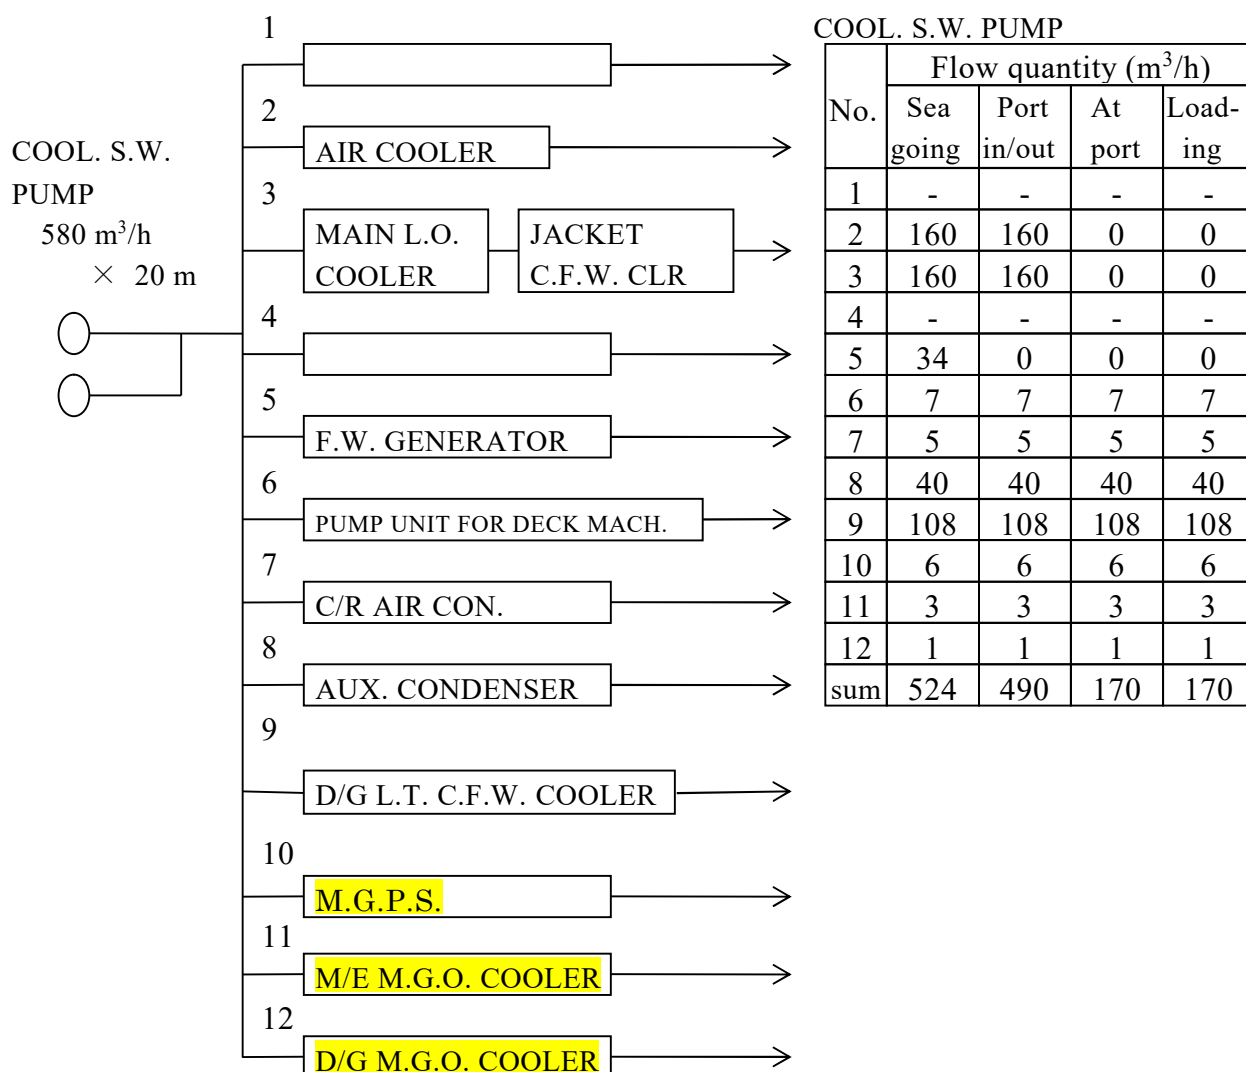 COOL. S.W.
PUMP
580 m³/h
× 20 m
1
2
AIR COOLER
3
MAIN L.O.
COOLER
JACKET
C.F.W. CLR
4
5
F.W. GENERATOR
6
PUMP UNIT FOR DECK MACH.
7
C/R AIR CON.
8
AUX. CONDENSER
9
D/G L.T. C.F.W. COOLER
10
M.G.P.S.
11
M/E M.G.O. COOLER
12
D/G M.G.O. COOLER
COOL. S.W. PUMP
Flow quantity (m³/h)
No. Sea Port At Load-
going in/out port ing
1 - - - -
2 160 160 0 0
3 160 160 0 0
4 - - - -
5 34 0 0 0
6 7 7 7 7
7 5 5 5 5
8 40 40 40 40
9 108 108 108 108
10 6 6 6 6
11 3 3 3 3
12 1 1 1 1
sum 524 490 170 170